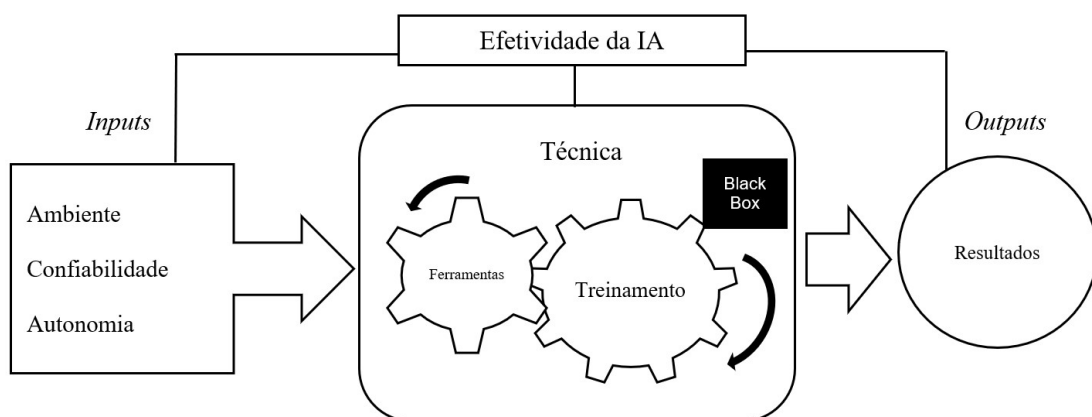 Efetividade da IA
Inputs
Outputs
Técnica
Black
Box
Ambiente
Confiabilidade
Autonomia
Ferramentas
Treinamento
Resultados